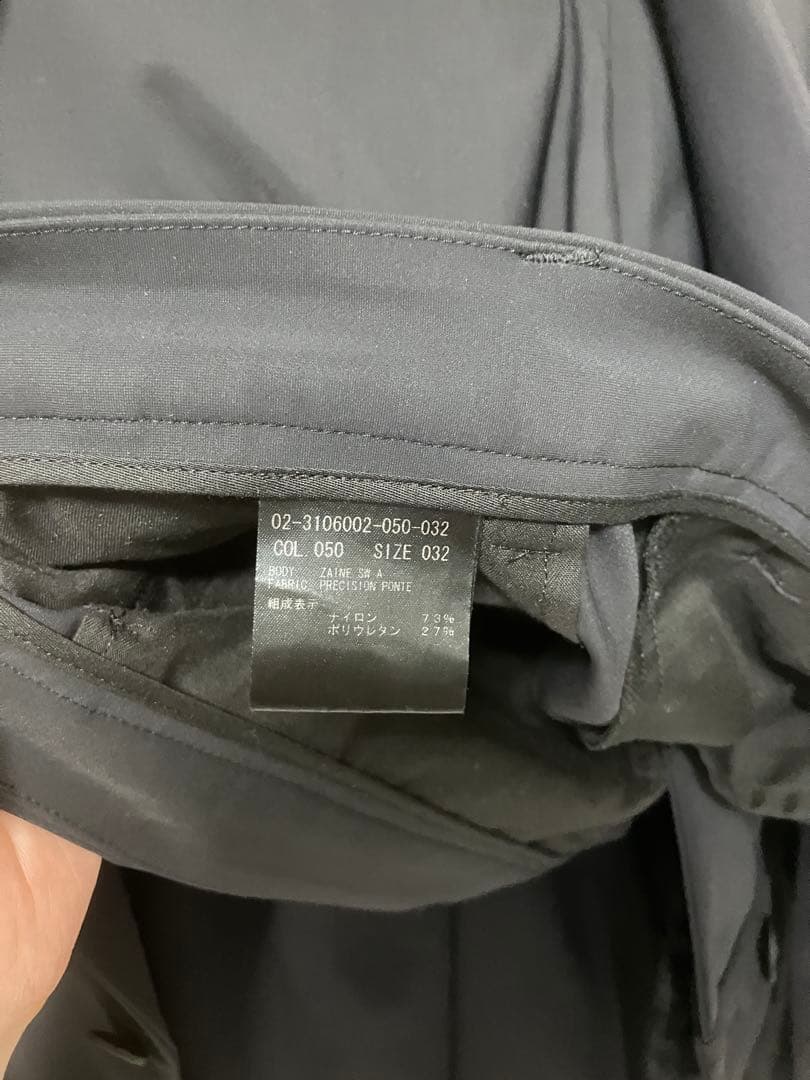 02-3106002-050-032
COL. 050 SIZE 032
BODY: ZAINE SW A
FABRIC: PRECISION PONTE
組成表示
ナイロン 73%
ポリウレタン 27%